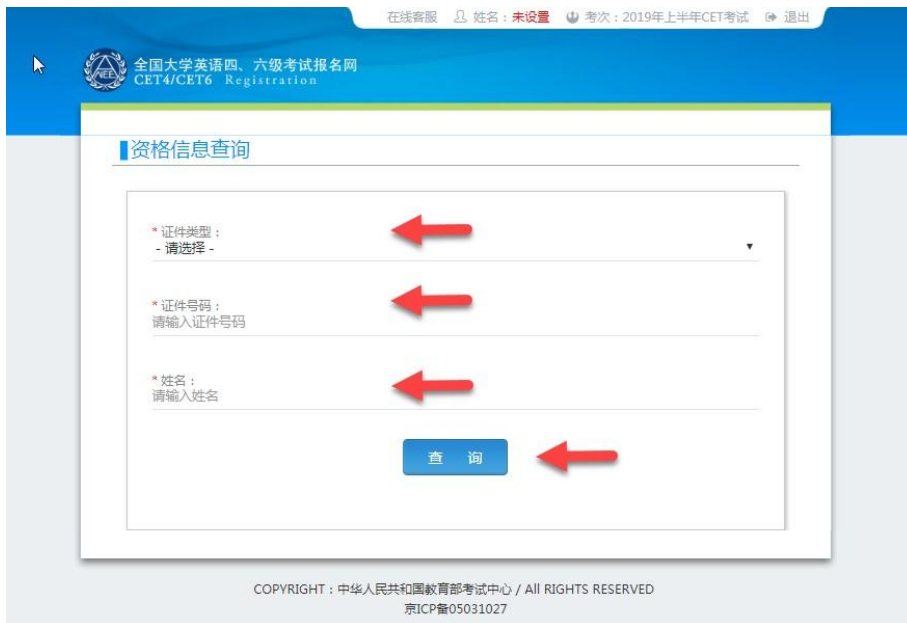 在线客服 姓名：未设置 考次：2019年上半年CET考试 退出
NEEA
全国大学英语四、六级考试报名网
CET4/CET6 Registration
资格信息查询
* 证件类型：
- 请选择 -
* 证件号码：
请输入证件号码
* 姓名：
请输入姓名
查 询
COPYRIGHT：中华人民共和国教育部考试中心 / All RIGHTS RESERVED
京ICP备05031027